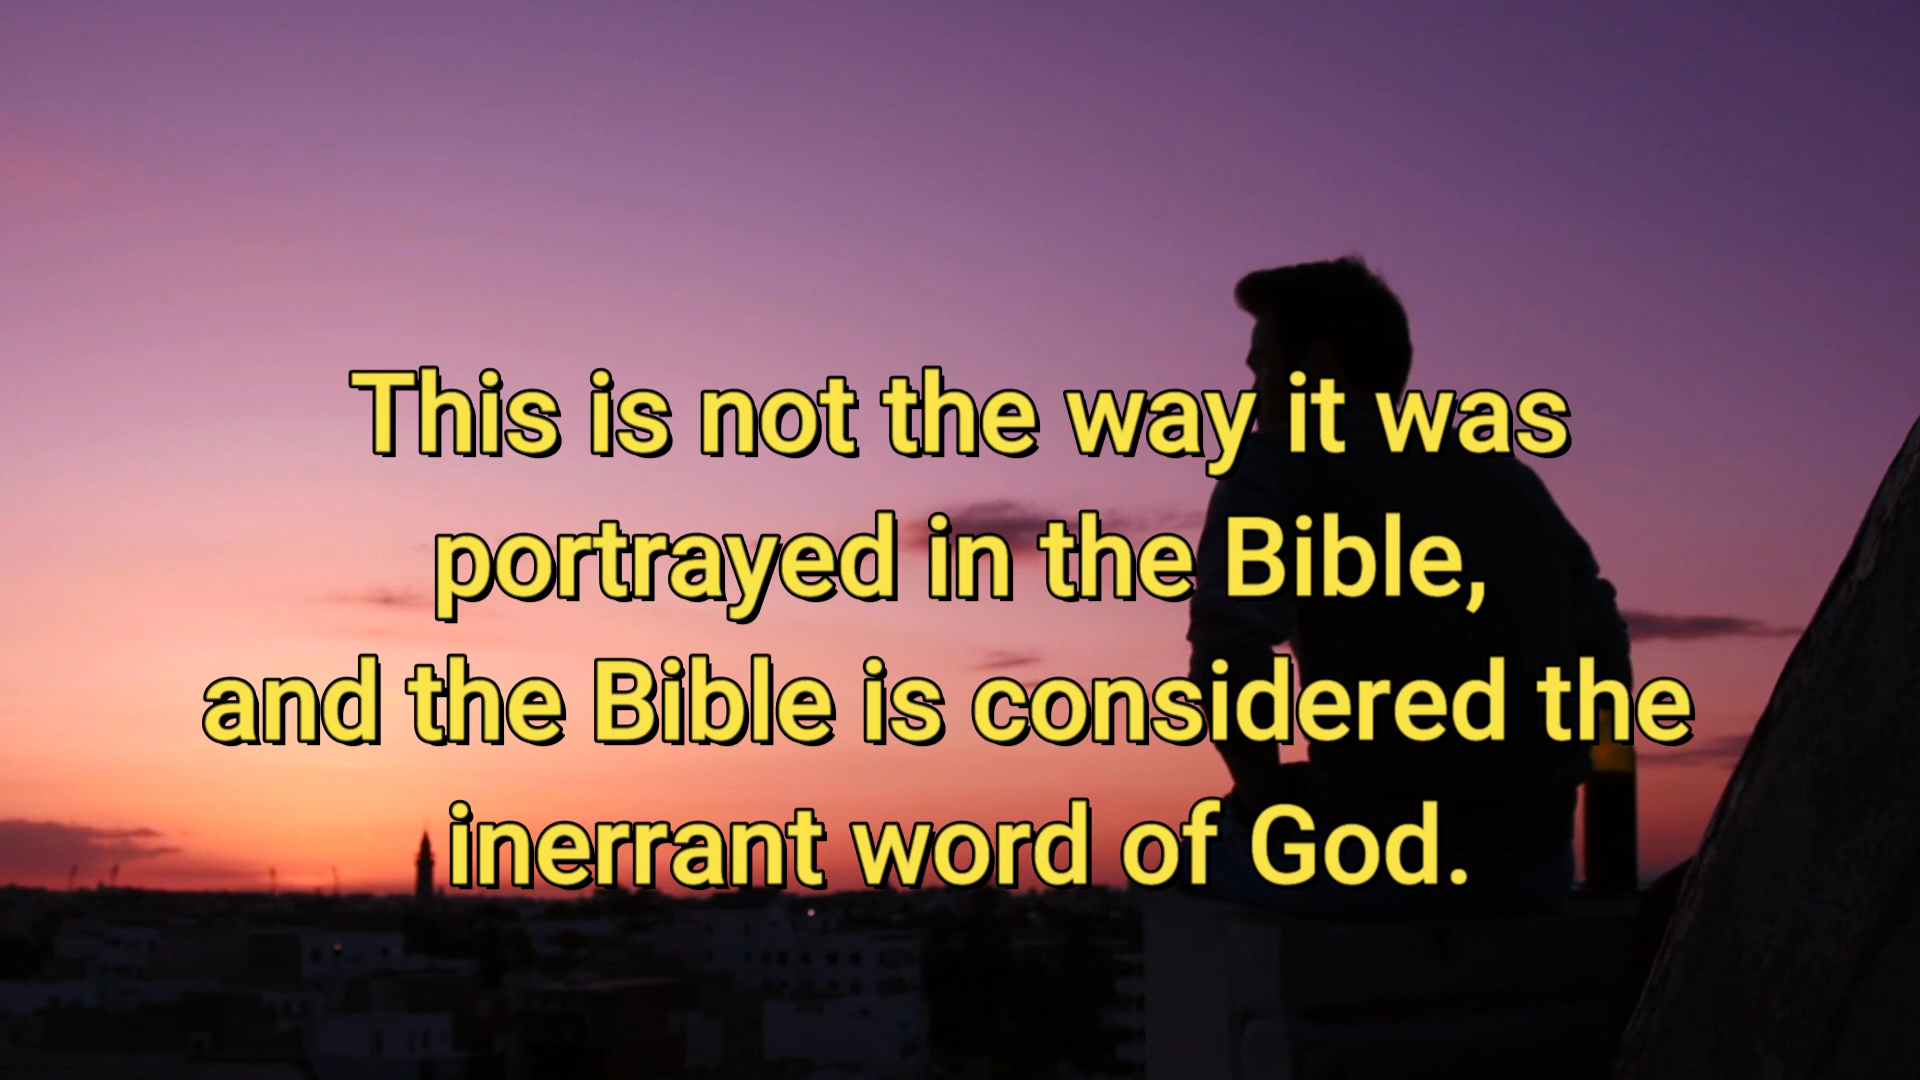 This is not the way it was
portrayed in the Bible,
and the Bible is considered the
inerrant word of God.